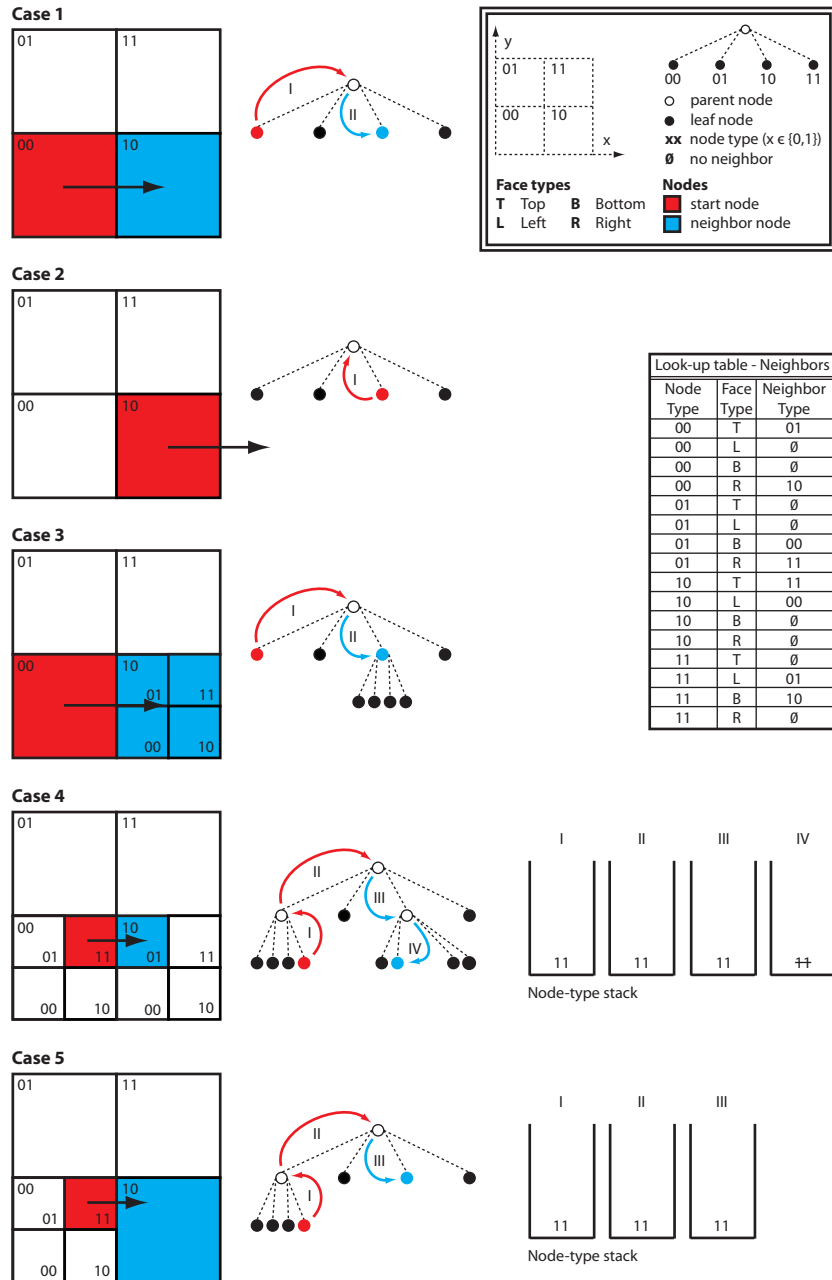 Case 1
01 11
00 10
I
II
y
01 11
00 10
x
00 01 10 11
parent node
leaf node
xx node type (x ϵ {0,1})
Ø no neighbor
Face types
T Top B Bottom
L Left R Right
Nodes
start node
neighbor node
Case 2
01 11
00 10
I
Look-up table - Neighbors
Node Face Neighbor
Type Type Type
00 T 01
00 L Ø
00 B Ø
00 R 10
01 T Ø
01 L Ø
01 B 00
01 R 11
10 T 11
10 L 00
10 B Ø
10 R Ø
11 T Ø
11 L 01
11 B 10
11 R Ø
Case 3
01 11
00 10
01 11
00 10
I
II
Case 4
01 11
00 10
01 11 01 11
00 10 00 10
II
III
I
IV
I II III IV
11 11 11 11
Node-type stack
Case 5
01 11
00 10
01 11
00 10
II
III
I
I II III
11 11 11
Node-type stack